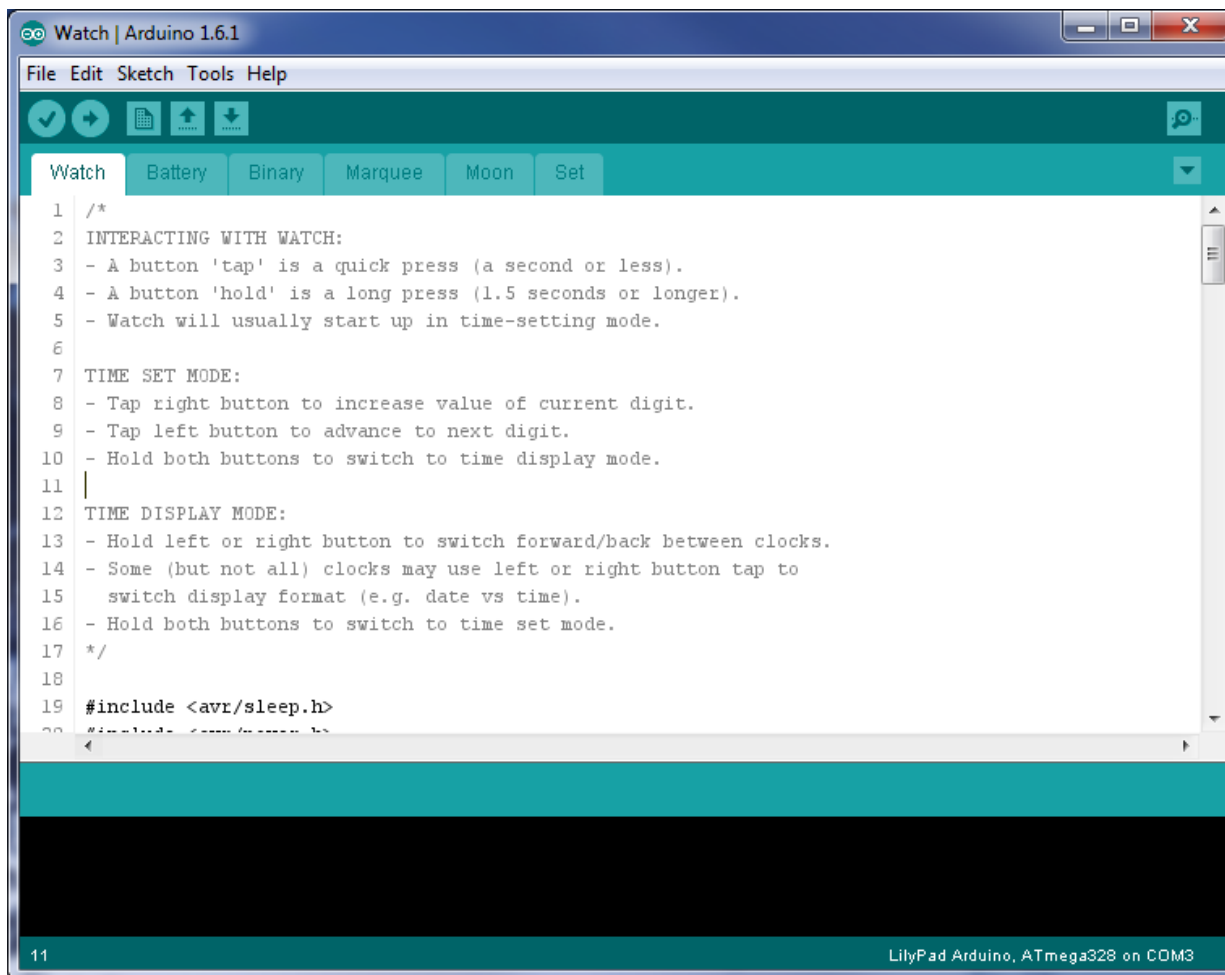 Watch | Arduino 1.6.1
File Edit Sketch Tools Help
Watch Battery Binary Marquee Moon Set
1 /*
2 INTERACTING WITH WATCH:
3 - A button 'tap' is a quick press (a second or less).
4 - A button 'hold' is a long press (1.5 seconds or longer).
5 - Watch will usually start up in time-setting mode.
6
7 TIME SET MODE:
8 - Tap right button to increase value of current digit.
9 - Tap left button to advance to next digit.
10 - Hold both buttons to switch to time display mode.
11
12 TIME DISPLAY MODE:
13 - Hold left or right button to switch forward/back between clocks.
14 - Some (but not all) clocks may use left or right button tap to
15 switch display format (e.g. date vs time).
16 - Hold both buttons to switch to time set mode.
17 */
18
19 #include <avr/sleep.h>
20 #include <avr/power.h>
11 LilyPad Arduino, ATmega328 on COM3